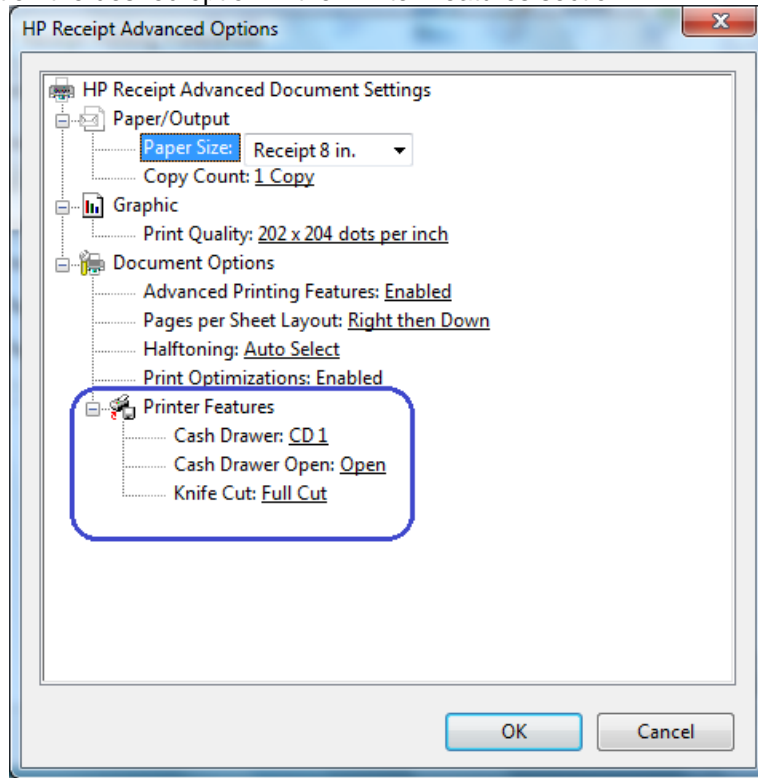 HP Receipt Advanced Options
HP Receipt Advanced Document Settings
Paper/Output
Paper Size: Receipt 8 in.
Copy Count: 1 Copy
Graphic
Print Quality: 202 x 204 dots per inch
Document Options
Advanced Printing Features: Enabled
Pages per Sheet Layout: Right then Down
Halftoning: Auto Select
Print Optimizations: Enabled
Printer Features
Cash Drawer: CD 1
Cash Drawer Open: Open
Knife Cut: Full Cut
OK Cancel